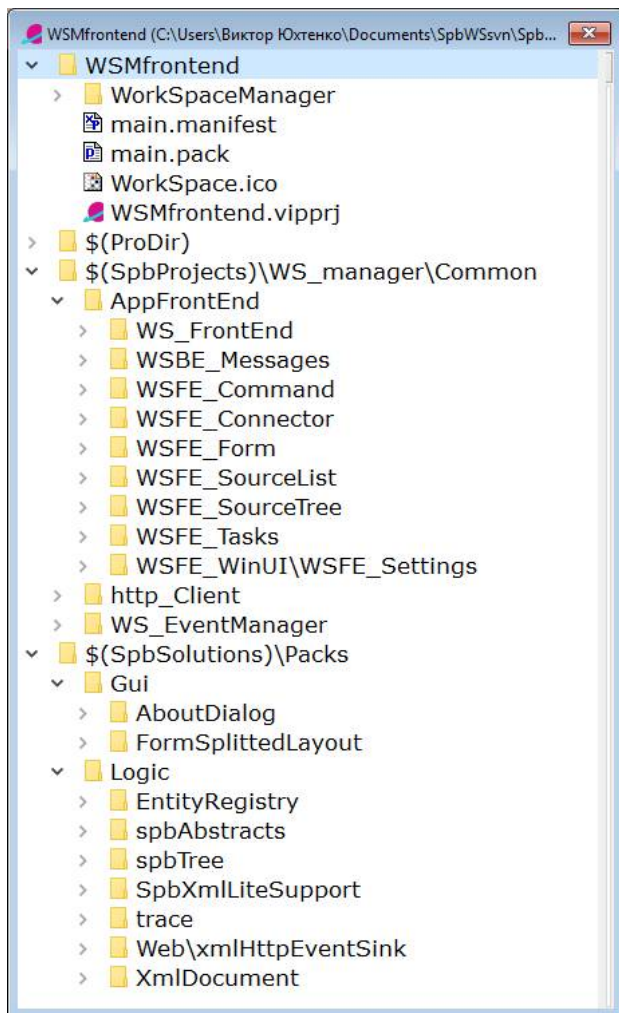 WSMfrontend (C:\Users\Виктор Юхтенко\Documents\SpbWSsvn\Spb...
WSMfrontend
WorkSpaceManager
main.manifest
main.pack
WorkSpace.ico
WSMfrontend.vipprj
$(ProDir)
$(SpbProjects)\WS_manager\Common
AppFrontEnd
WS_FrontEnd
WSBE_Messages
WSFE_Command
WSFE_Connector
WSFE_Form
WSFE_SourceList
WSFE_SourceTree
WSFE_Tasks
WSFE_WinUI\WSFE_Settings
http_Client
WS_EventManager
$(SpbSolutions)\Packs
Gui
AboutDialog
FormSplittedLayout
Logic
EntityRegistry
spbAbstracts
spbTree
SpbXmlLiteSupport
trace
Web\xmlHttpEventSink
XmlDocument